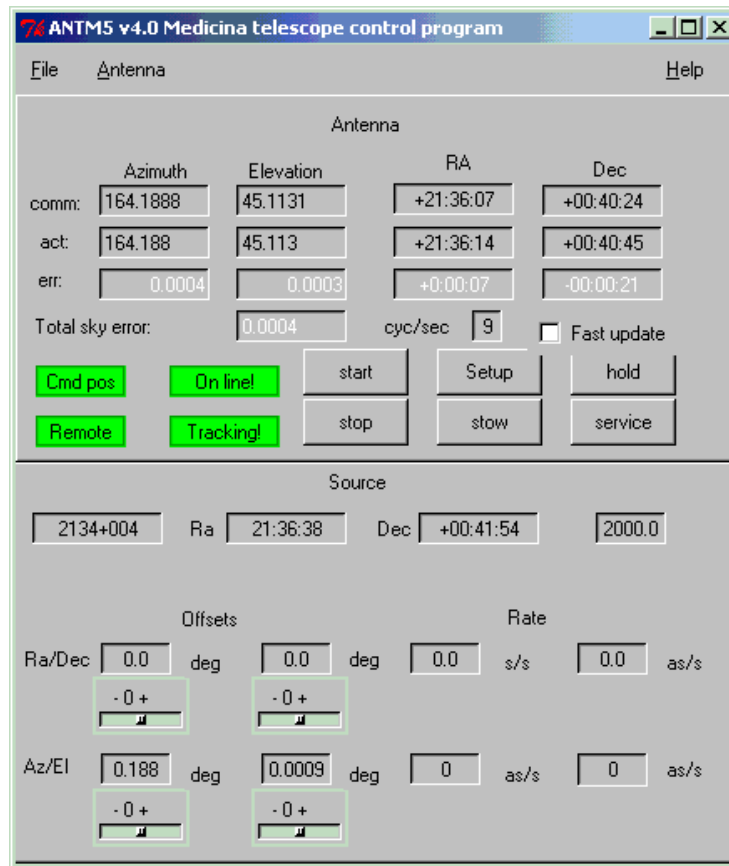 ANTM5 v4.0 Medicina telescope control program
File Antenna Help
Antenna
Azimuth Elevation RA Dec
comm: 164.1888 45.1131 +21:36:07 +00:40:24
act: 164.188 45.113 +21:36:14 +00:40:45
err: 0.0004 0.0003 +0:00:07 -00:00:21
Total sky error: 0.0004 cyc/sec 9 Fast update
Cmd pos On line! start Setup hold
Remote Tracking! stop stow service
Source
2134+004 Ra 21:36:38 Dec +00:41:54 2000.0
Offsets Rate
Ra/Dec 0.0 deg 0.0 deg 0.0 s/s 0.0 as/s
- 0 + - 0 +
Az/El 0.188 deg 0.0009 deg 0 as/s 0 as/s
- 0 + - 0 +